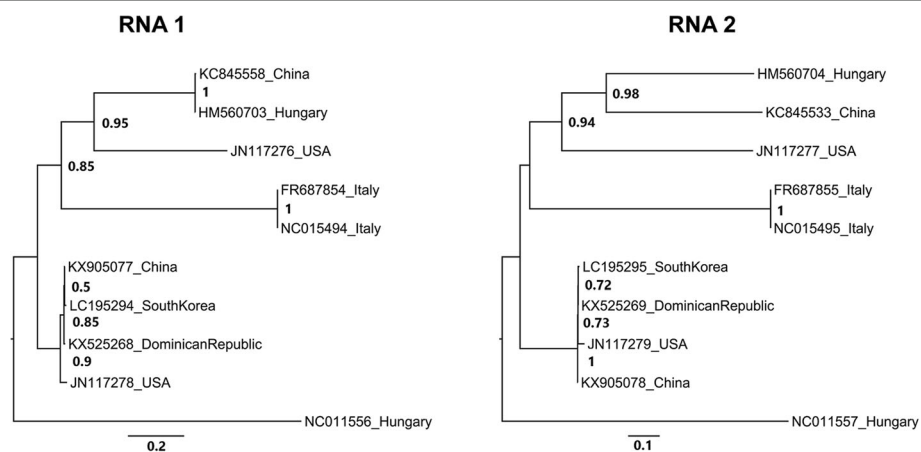 RNA 1
KC845558_China
1
HM560703_Hungary
0.95
JN117276_USA
0.85
FR687854_Italy
1
NC015494_Italy
KX905077_China
0.5
LC195294_SouthKorea
0.85
KX525268_DominicanRepublic
0.9
JN117278_USA
NC011556_Hungary
0.2
RNA 2
HM560704_Hungary
0.98
KC845533_China
0.94
JN117277_USA
FR687855_Italy
1
NC015495_Italy
LC195295_SouthKorea
0.72
KX525269_DominicanRepublic
0.73
JN117279_USA
1
KX905078_China
NC011557_Hungary
0.1